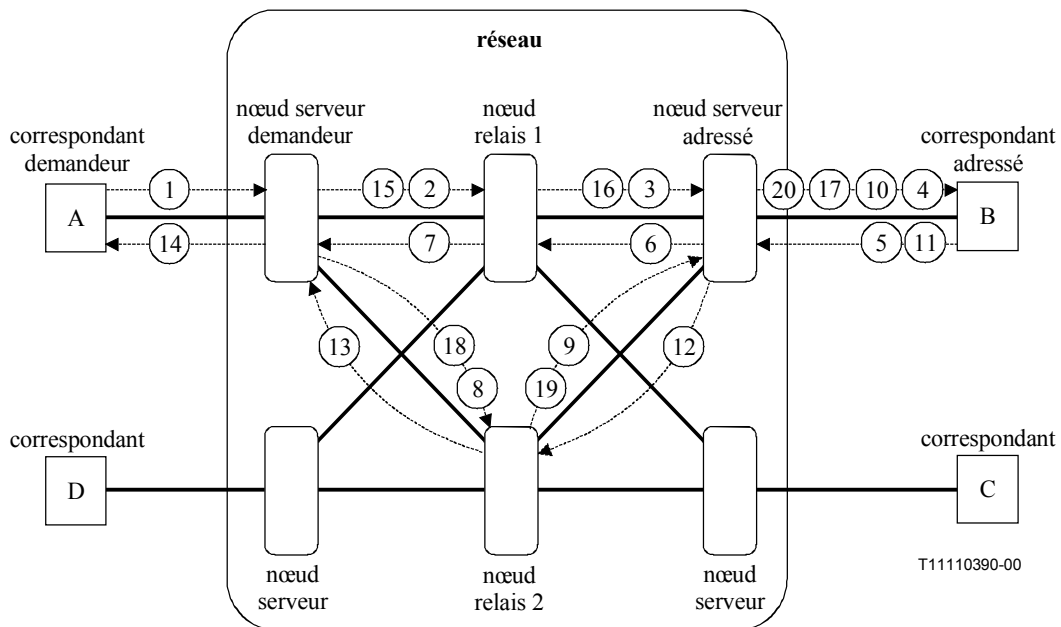 réseau
nœud serveur
demandeur
nœud
relais 1
nœud serveur
adressé
correspondant
demandeur
correspondant
adressé
1
15
2
16
3
20
17
10
4
A
B
14
7
6
5
11
13
18
9
12
8
19
correspondant
correspondant
D
C
nœud
serveur
nœud
relais 2
nœud
serveur
T11110390-00